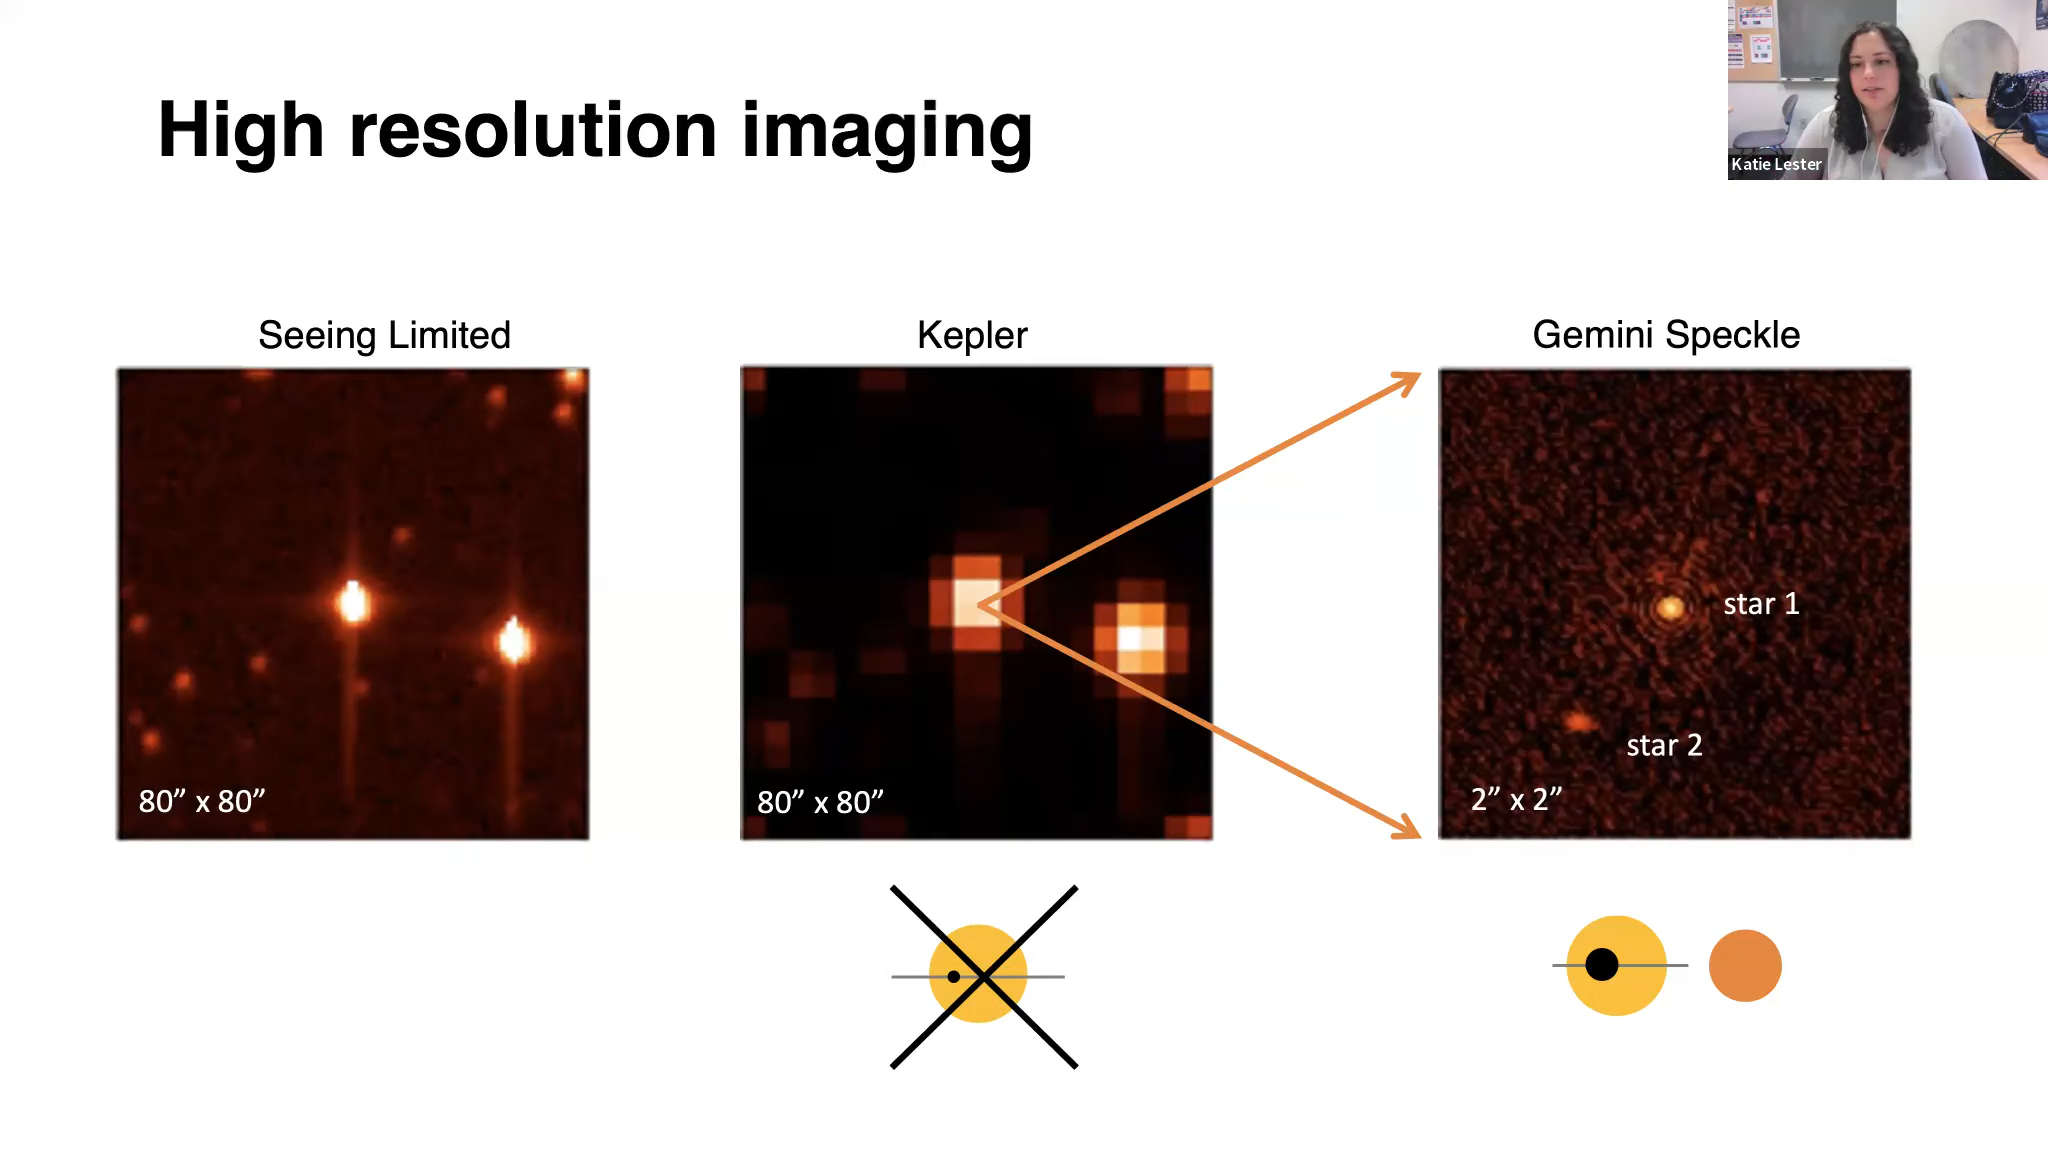 High resolution imaging
Katie Lester
Seeing Limited
Kepler
Gemini Speckle
star 1
star 2
80” x 80”
80” x 80”
2” x 2”